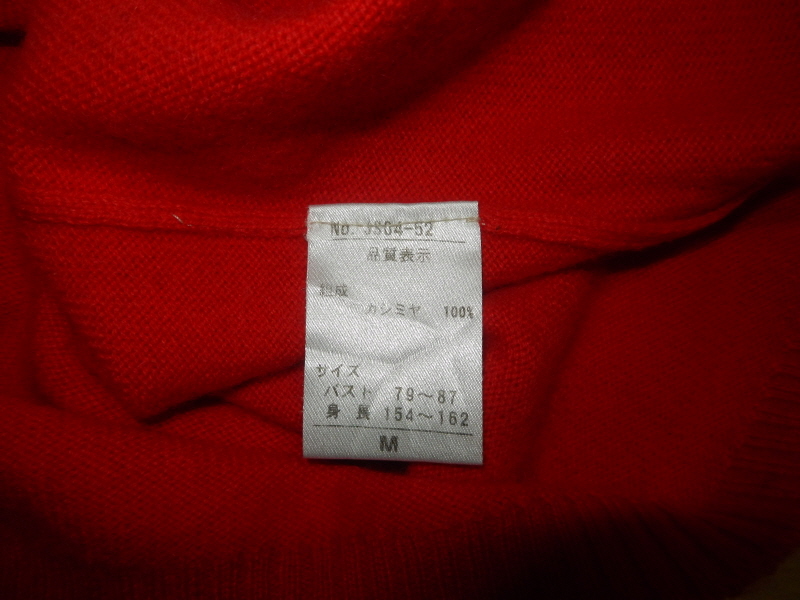 No. JS04-52
品質表示
組成
カシミヤ 100%
サイズ
バスト 79～87
身長 154～162
M